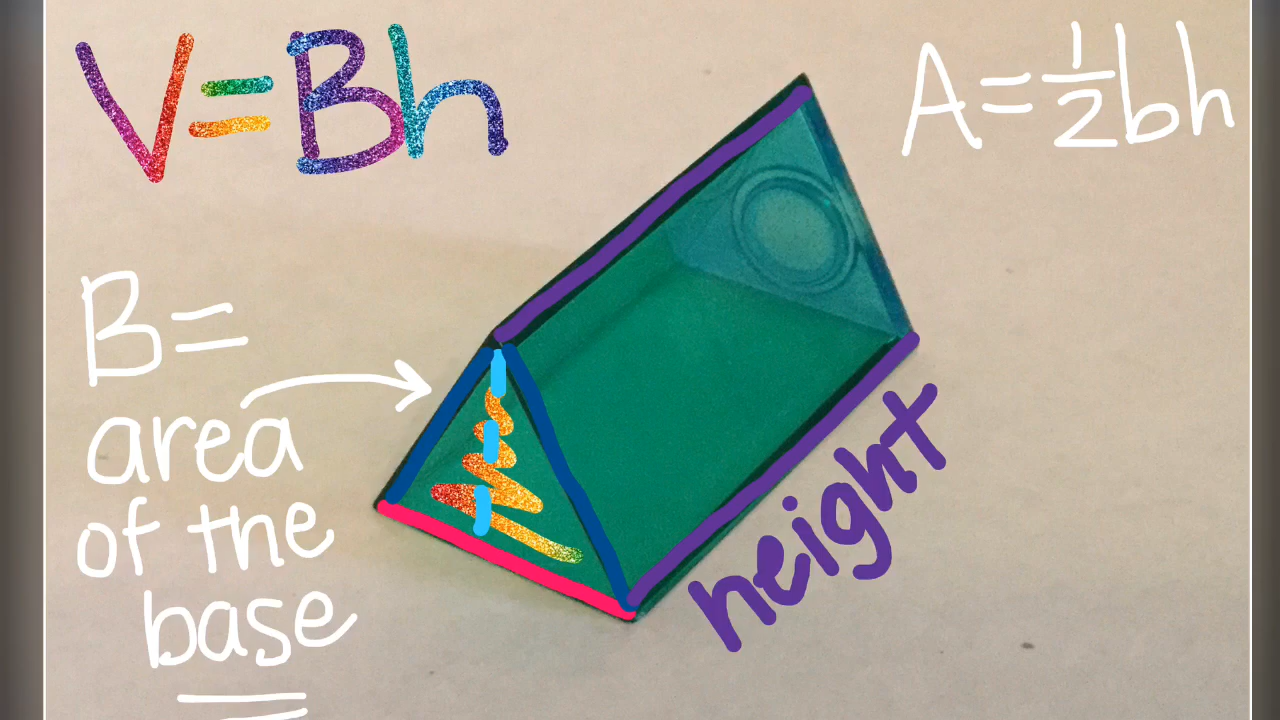 V=Bh
A=½bh
B=
area
of the
base
height